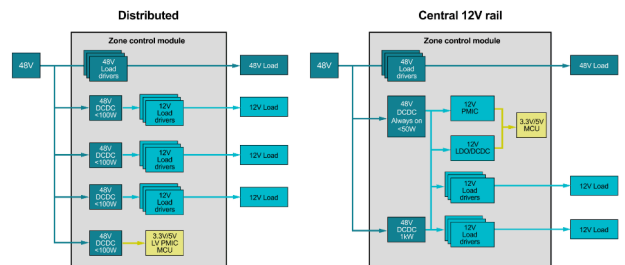 Distributed
Zone control module
48V
48V
Load
drivers
48V Load
48V
DCDC
<100W
12V
Load
drivers
12V Load
48V
DCDC
<100W
12V
Load
drivers
12V Load
48V
DCDC
<100W
12V
Load
drivers
12V Load
48V
DCDC
<100W
3.3V/5V
LV PMIC
MCU
Central 12V rail
Zone control module
48V
48V
Load
drivers
48V Load
48V
DCDC
Always on
<50W
12V
PMIC
12V
LDO/DCDC
3.3V/5V
MCU
12V
Load
drivers
12V Load
48V
DCDC
1kW
12V
Load
drivers
12V Load